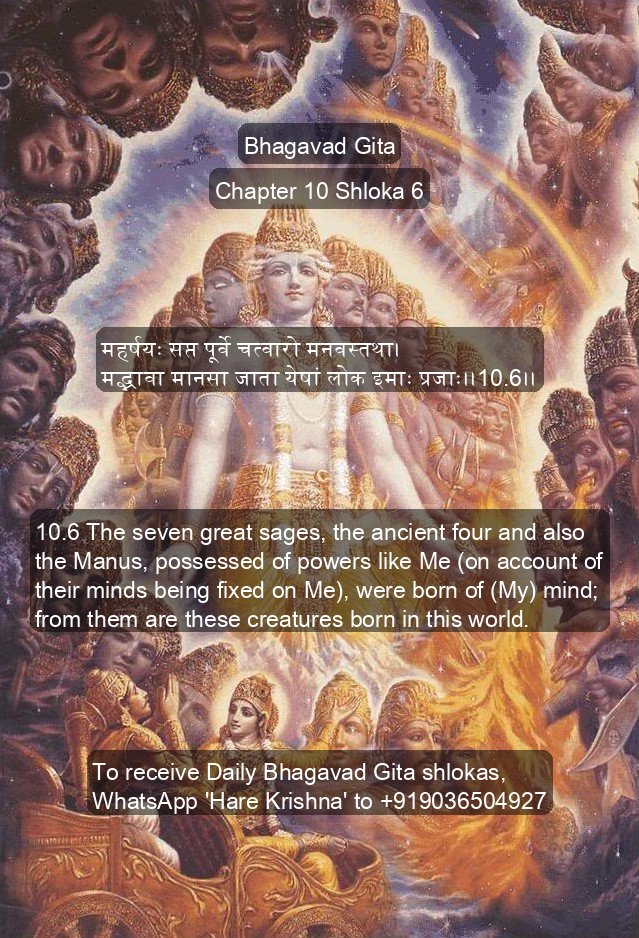 Bhagavad Gita
Chapter 10 Shloka 6
महर्षयः सप्त पूर्वे चत्वारो मनवस्तथा।
मद्भावा मानसा जाता येषां लोक इमाः प्रजाः।।10.6।।
10.6 The seven great sages, the ancient four and also
the Manus, possessed of powers like Me (on account of
their minds being fixed on Me), were born of (My) mind;
from them are these creatures born in this world.
To receive Daily Bhagavad Gita shlokas,
WhatsApp 'Hare Krishna' to +919036504927